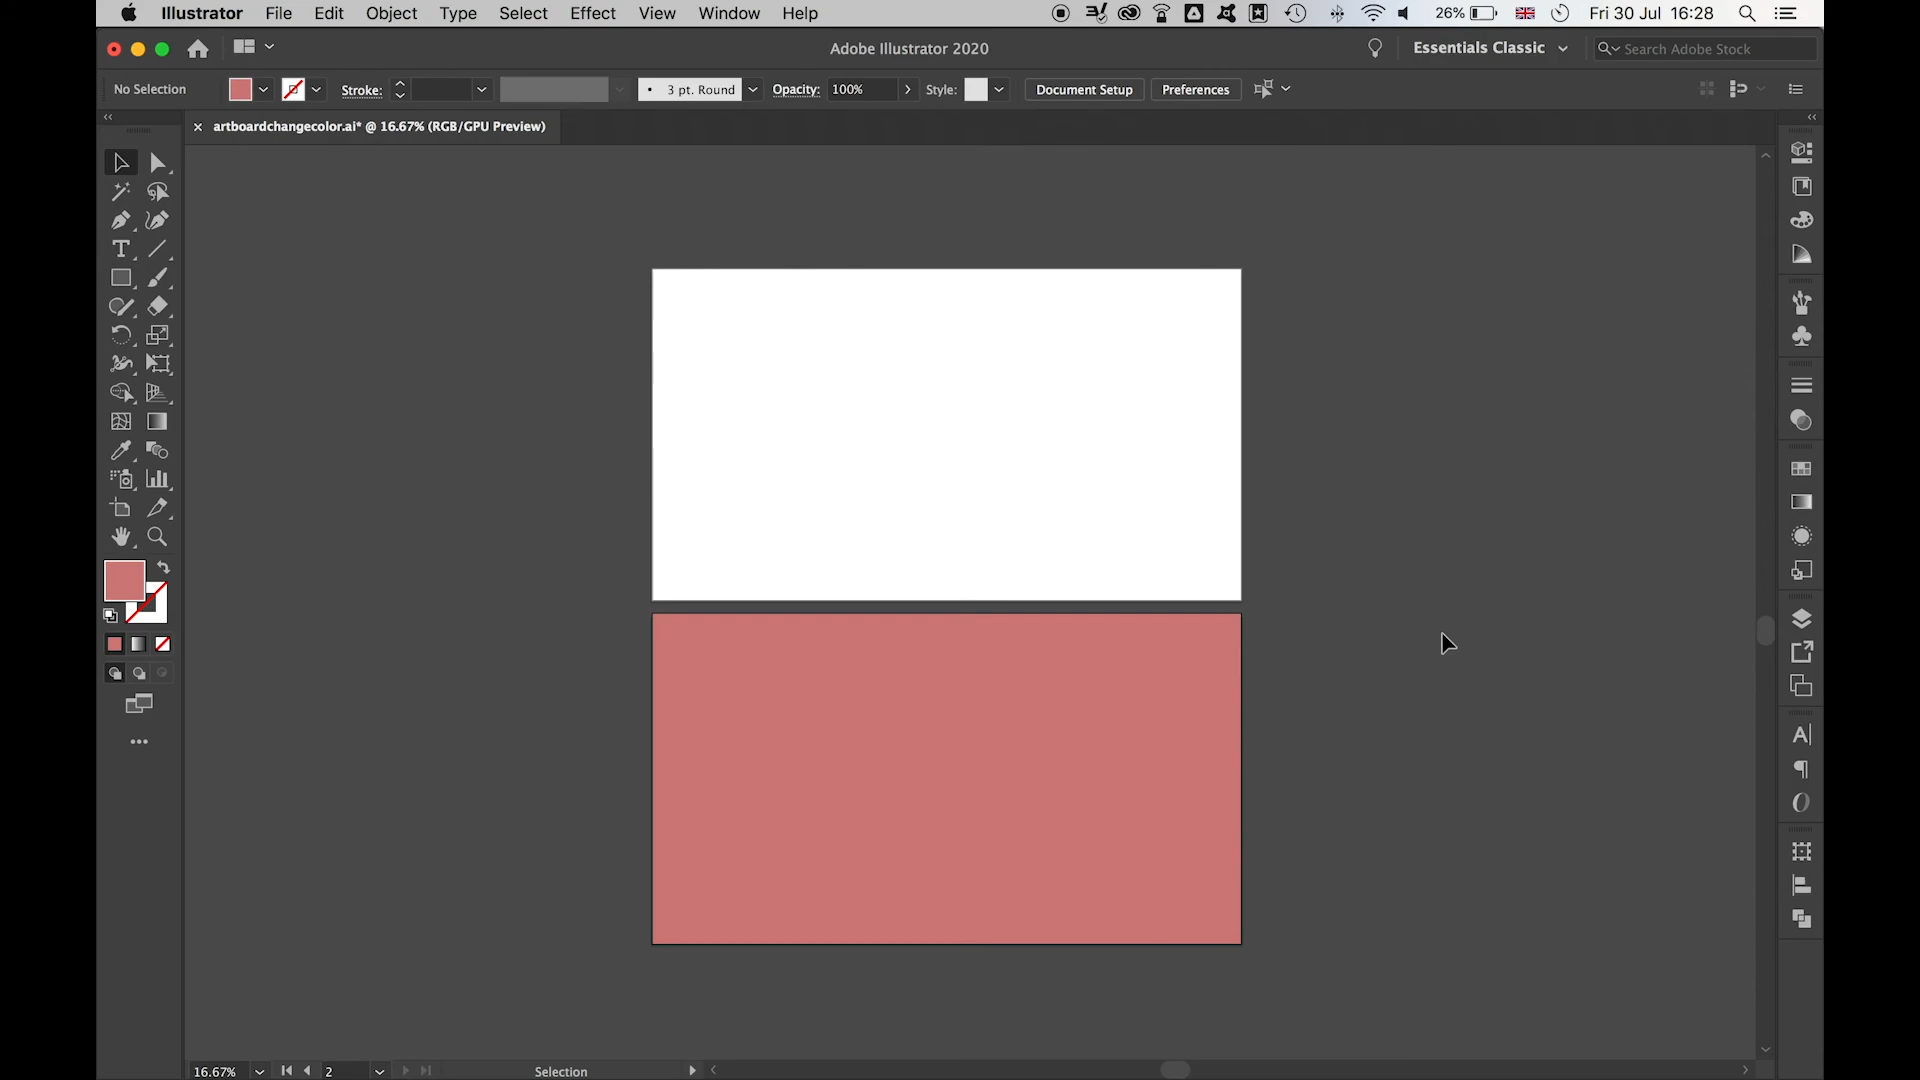 Illustrator File Edit Object Type Select Effect View Window Help 26% Fri 30 Jul 16:28
Adobe Illustrator 2020 Essentials Classic Search Adobe Stock
No Selection Stroke: 3 pt. Round Opacity: 100% Style: Document Setup Preferences
artboardchangecolor.ai* @ 16.67% (RGB/GPU Preview)
16.67% 2 Selection